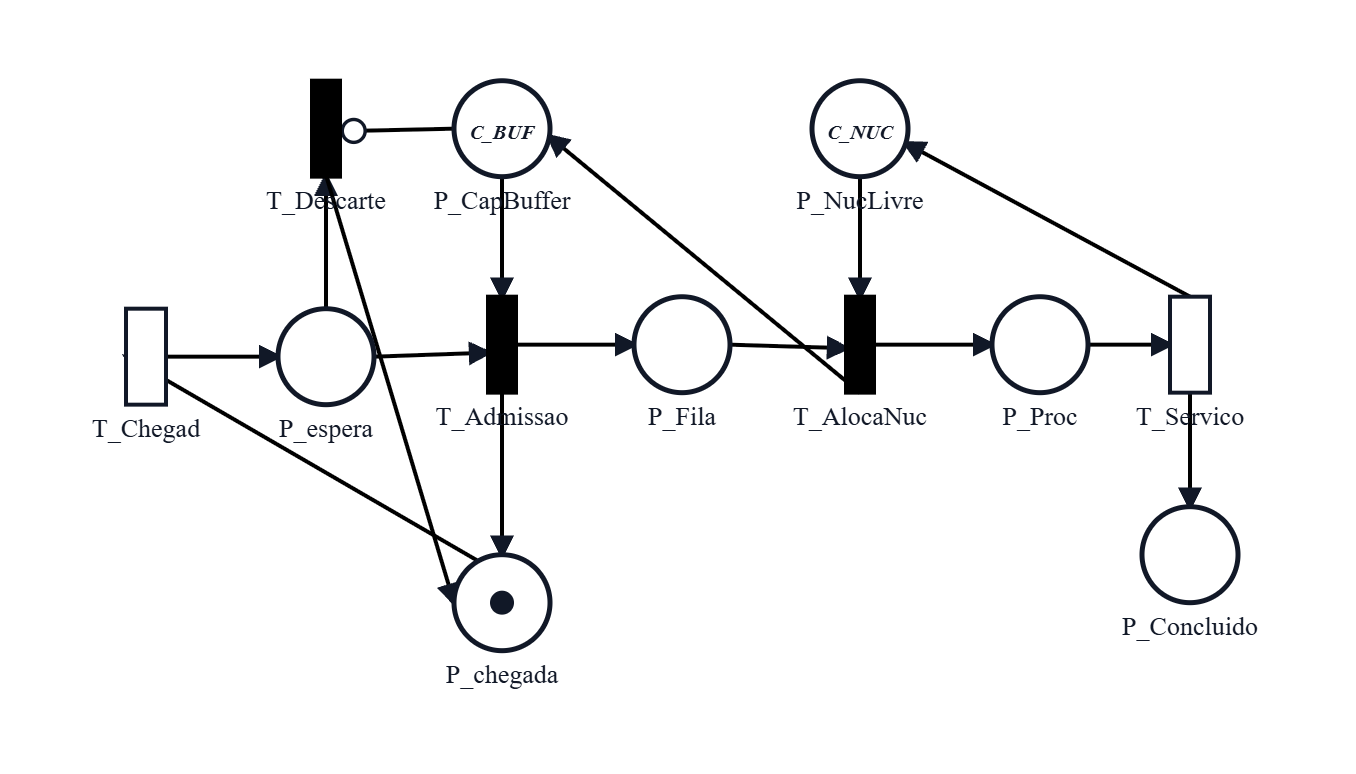 C_BUF
C_NUC
T_Descarte
P_CapBuffer
P_NucLivre
T_Chegad
P_espera
T_Admissao
P_Fila
T_AlocaNuc
P_Proc
T_Servico
P_Concluido
P_chegada